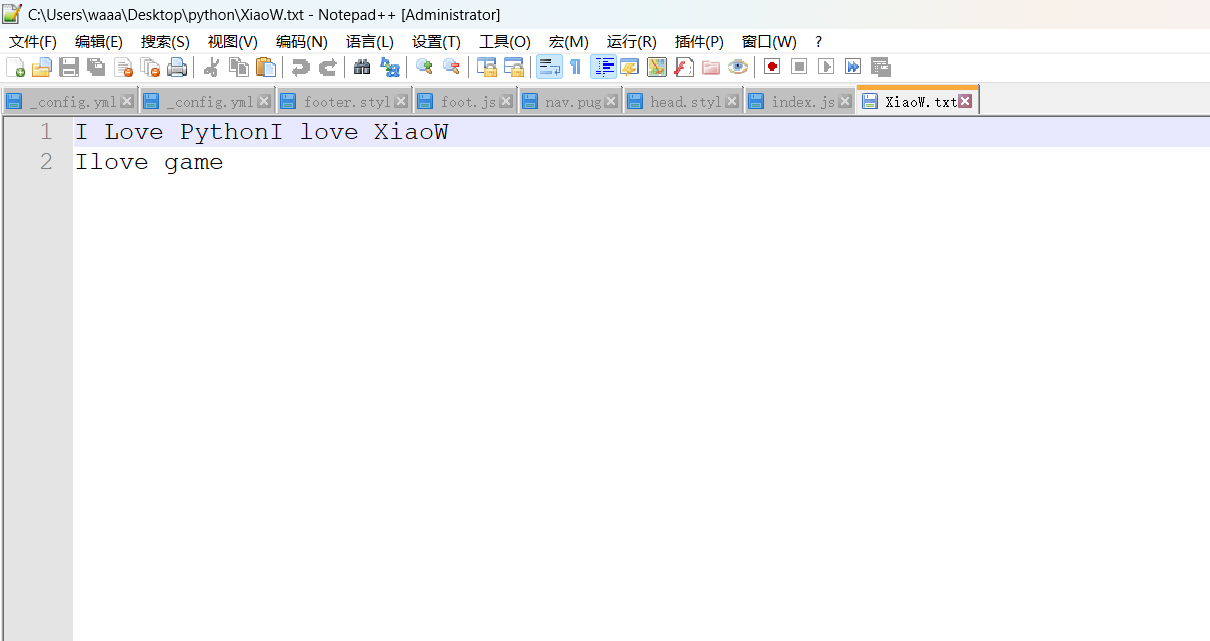 C:\Users\waaa\Desktop\python\XiaoW.txt - Notepad++ [Administrator]
文件(F) 编辑(E) 搜索(S) 视图(V) 编码(N) 语言(L) 设置(T) 工具(O) 宏(M) 运行(R) 插件(P) 窗口(W) ?
_config.yml _config.yml footer.styl foot.js nav.pug head.styl index.js XiaoW.txt
1 I Love PythonI love XiaoW
2 Ilove game